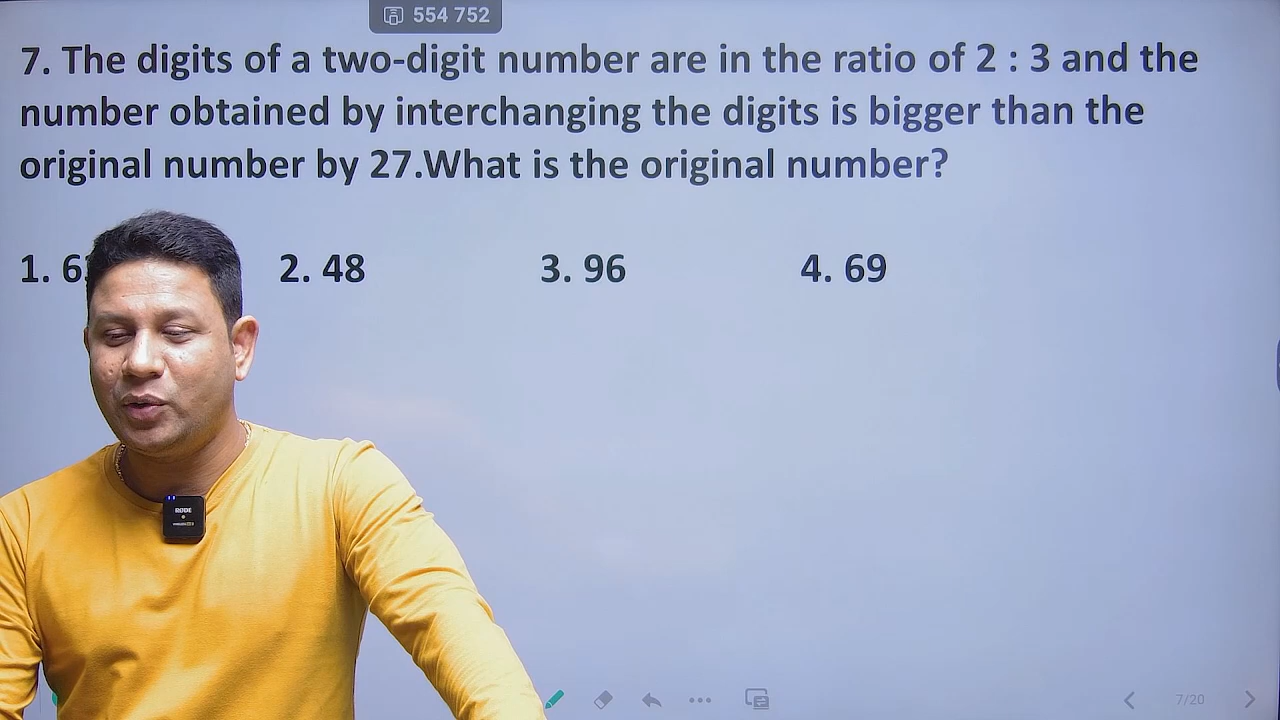 554 752
7. The digits of a two-digit number are in the ratio of 2 : 3 and the
number obtained by interchanging the digits is bigger than the
original number by 27.What is the original number?
1. 2. 48 3. 96 4. 69
RØDE
7/20